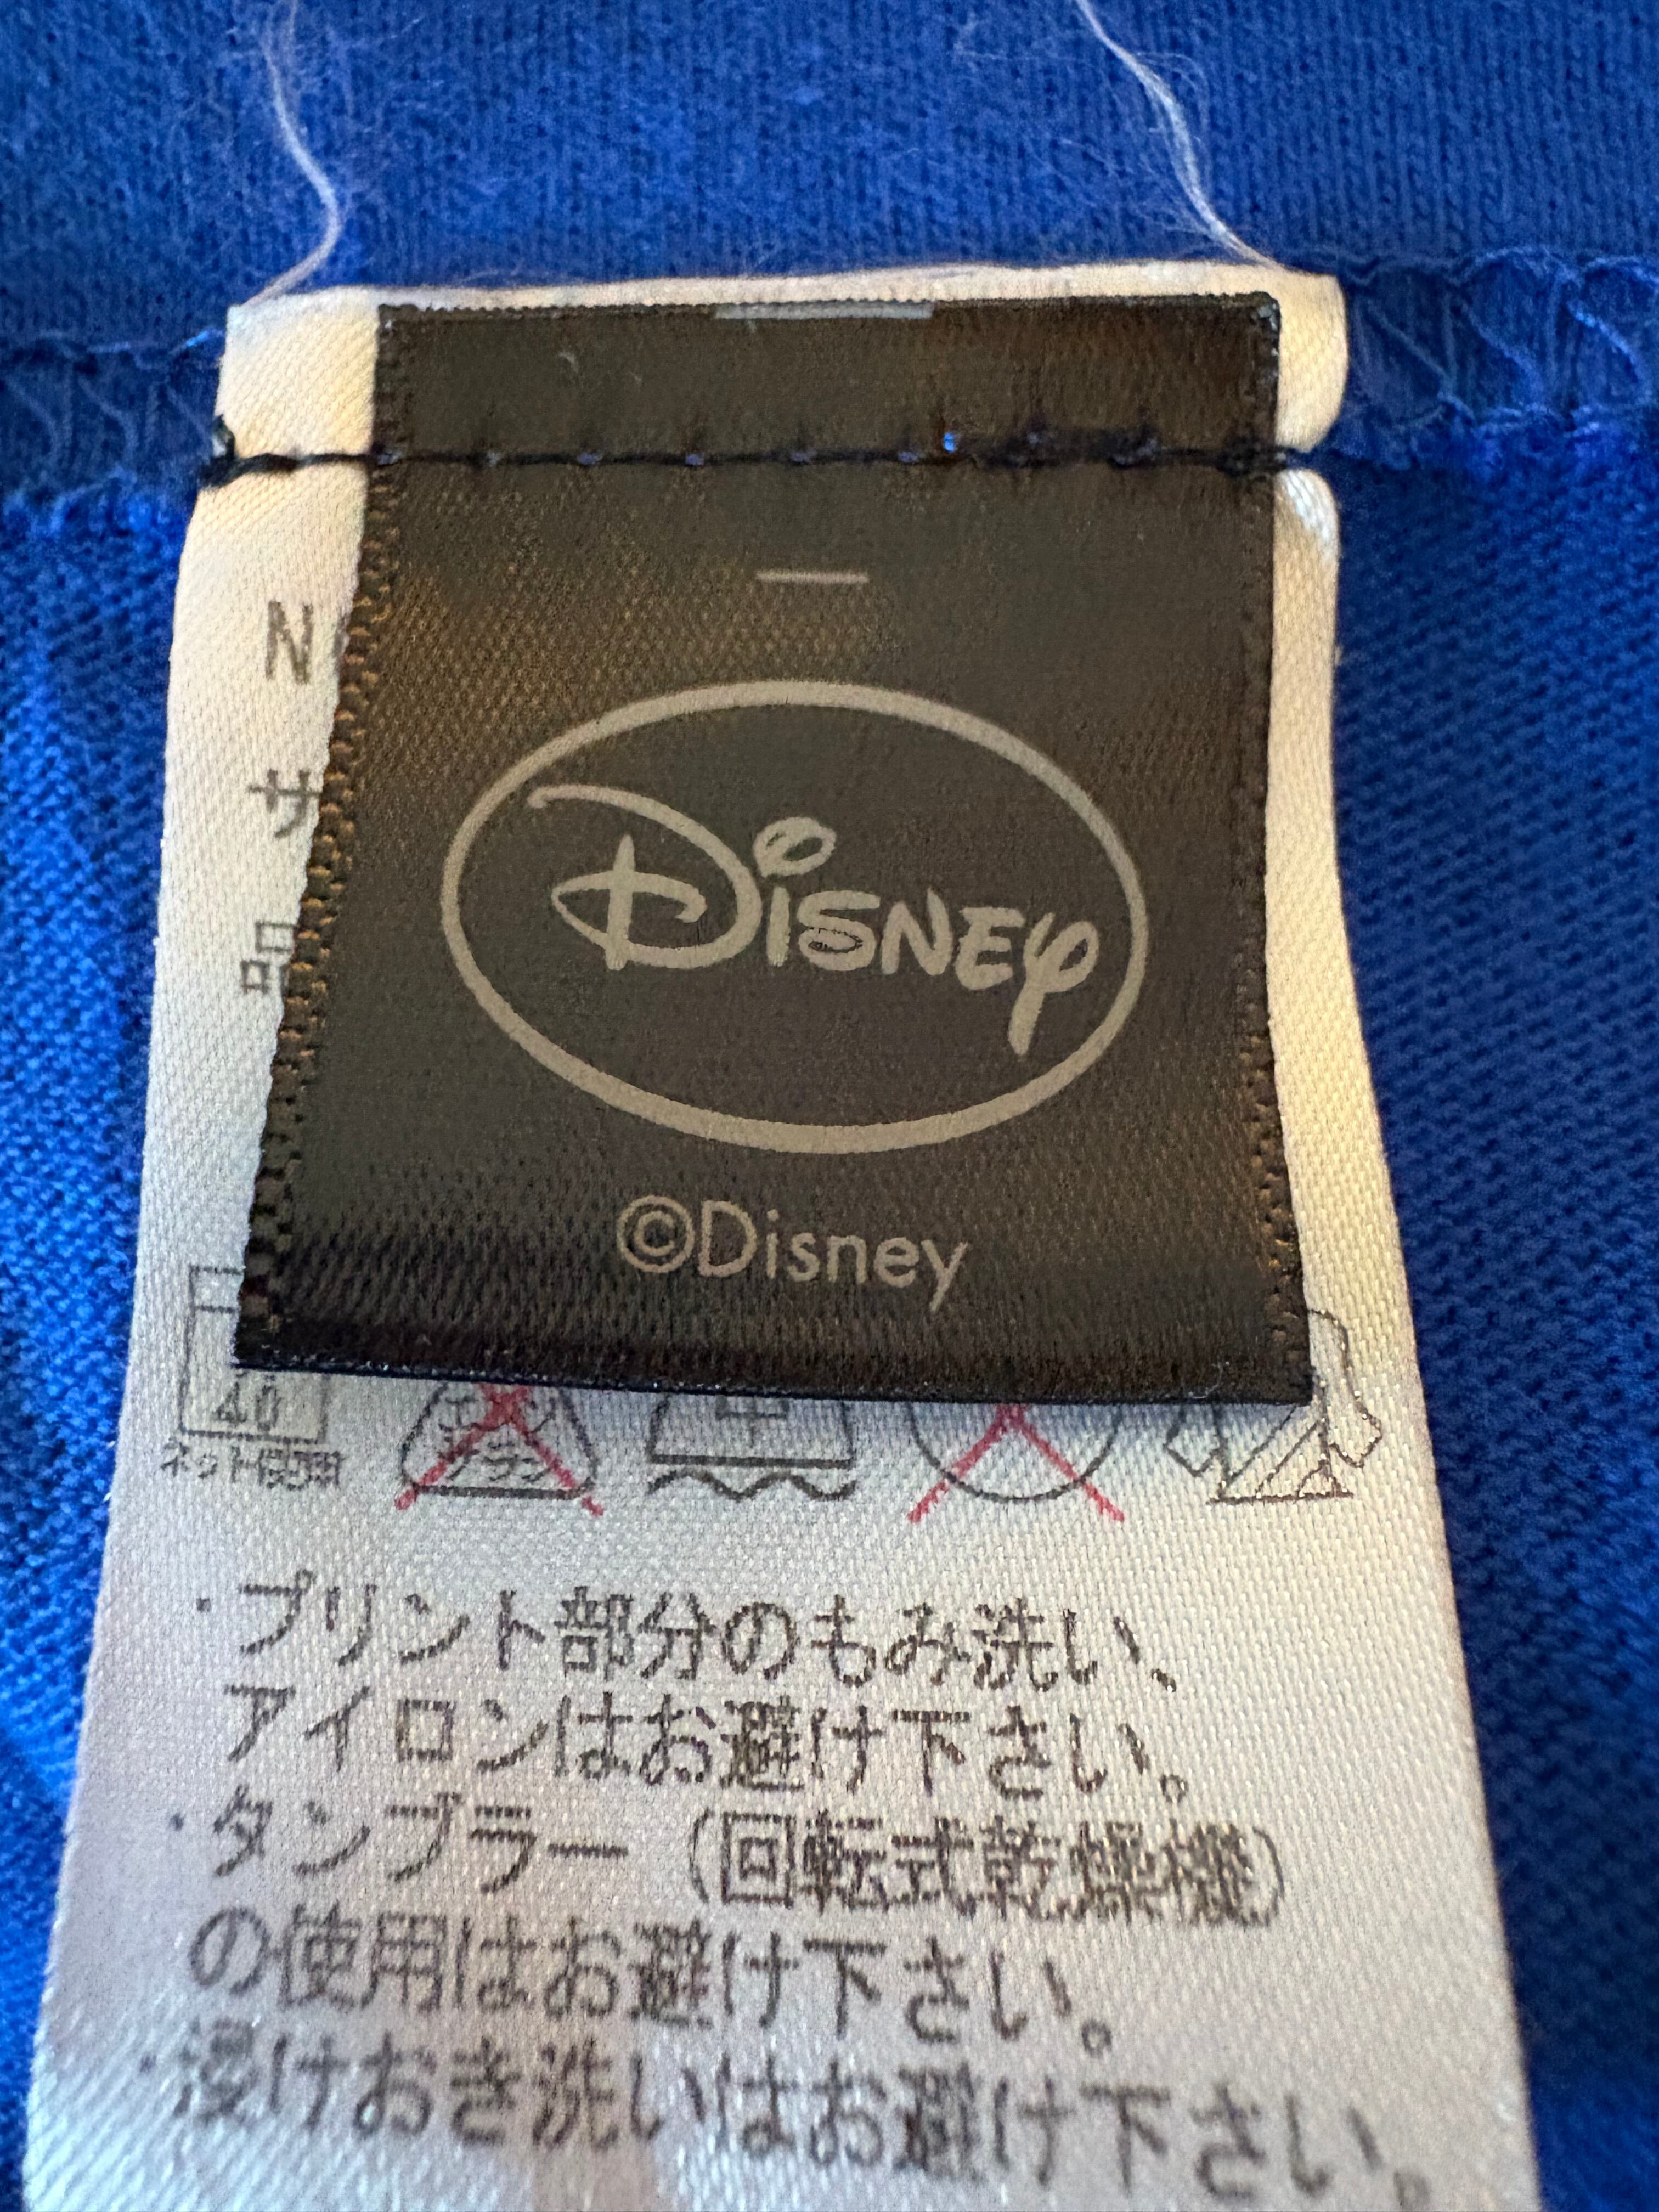 N
サ
品
Disney
©Disney
40
ネット使用
・プリント部分のもみ洗い、
アイロンはお避け下さい。
・タンブラー（回転式乾燥機）
の使用はお避け下さい。
・浸けおき洗いはお避け下さい。